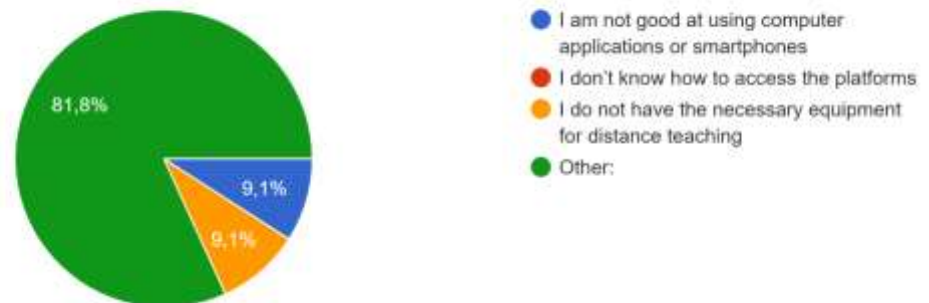 81,8%
9,1%
9,1%
I am not good at using computer
applications or smartphones
I don't know how to access the platforms
I do not have the necessary equipment
for distance teaching
Other: